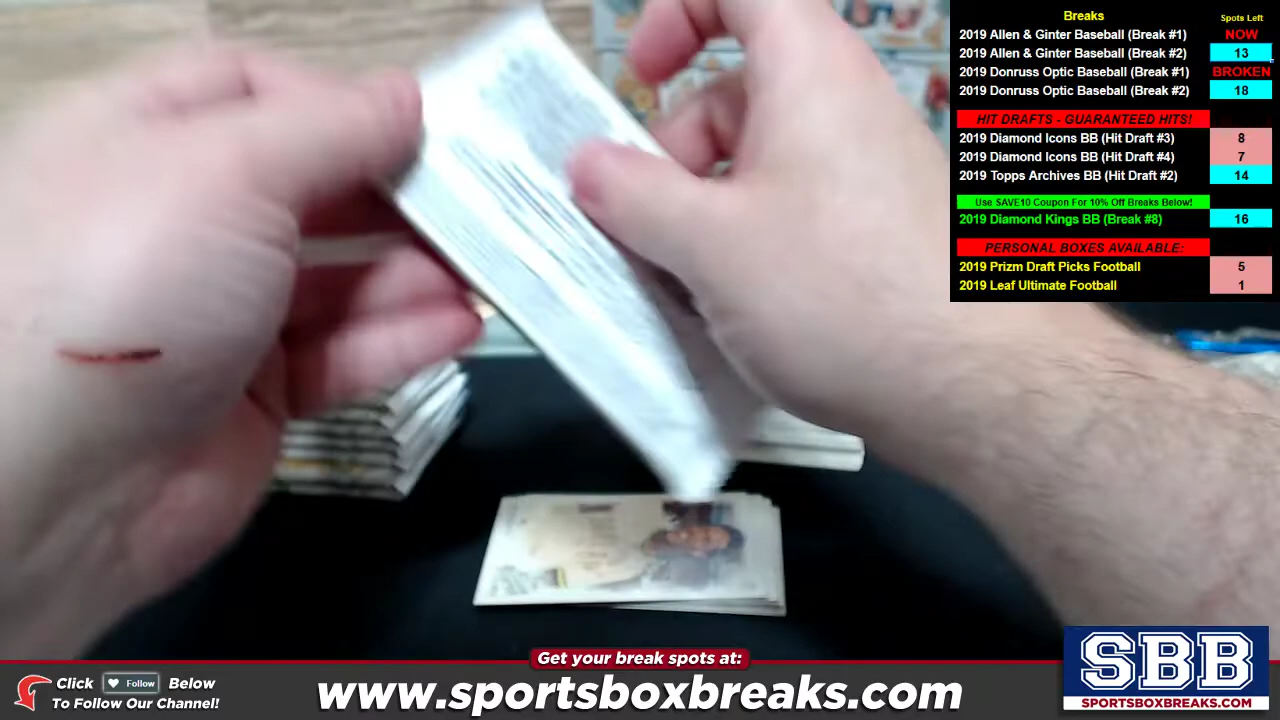 Breaks Spots Left
2019 Allen & Ginter Baseball (Break #1) NOW
2019 Allen & Ginter Baseball (Break #2) 13
2019 Donruss Optic Baseball (Break #1) BROKEN
2019 Donruss Optic Baseball (Break #2) 18
HIT DRAFTS - GUARANTEED HITS!
2019 Diamond Icons BB (Hit Draft #3) 8
2019 Diamond Icons BB (Hit Draft #4) 7
2019 Topps Archives BB (Hit Draft #2) 14
Use SAVE10 Coupon For 10% Off Breaks Below!
2019 Diamond Kings BB (Break #8) 16
PERSONAL BOXES AVAILABLE:
2019 Prizm Draft Picks Football 5
2019 Leaf Ultimate Football 1
Get your break spots at:
Click Follow Below
To Follow Our Channel!
www.sportsboxbreaks.com
SBB
SPORTSBOXBREAKS.COM